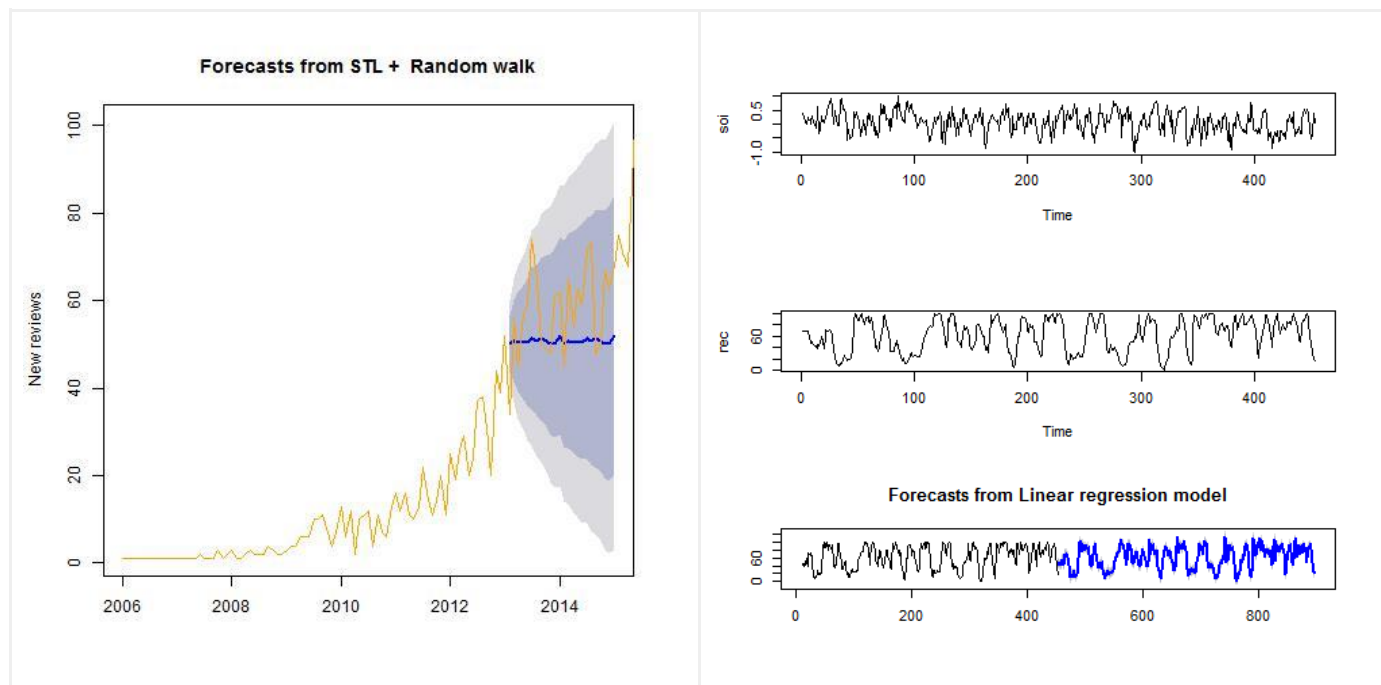 Forecasts from STL +  Random walk
New reviews
100
80
60
40
20
0
2006 2008 2010 2012 2014
soi
0.5
-1.0
0 100 200 300 400
Time
rec
60
0
0 100 200 300 400
Time
Forecasts from Linear regression model
60
0
0 200 400 600 800